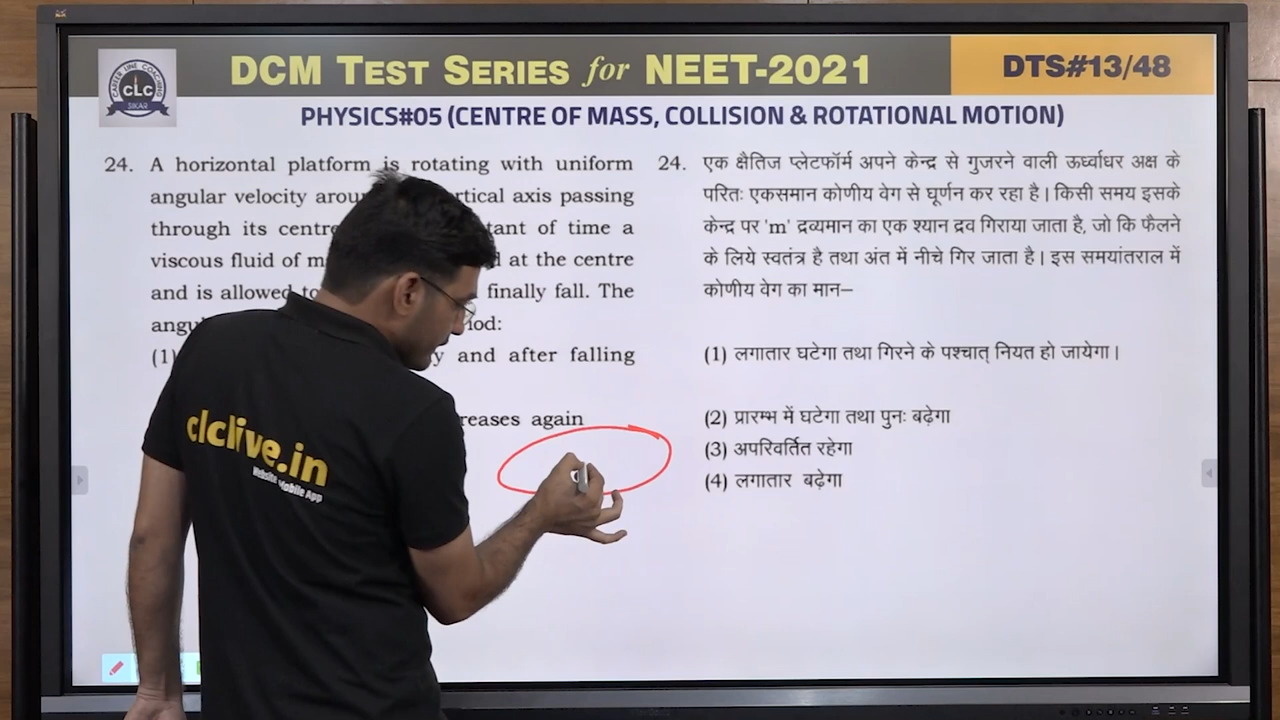 DCM TEST SERIES for NEET-2021
DTS#13/48
CAREER LINE COACHING
CLC
SIKAR
PHYSICS#05 (CENTRE OF MASS, COLLISION & ROTATIONAL MOTION)
24. A horizontal platform is rotating with uniform
angular velocity rtical axis passing
through its centre tant of time a
viscous fluid of at the centre
and is allowed finally fall. The
(1) and after falling
again
24. एक क्षैतिज प्लेटफॉर्म अपने केन्द्र से गुजरने वाली ऊर्ध्वाधर अक्ष के
परितः एकसमान कोणीय वेग से घूर्णन कर रहा है। किसी समय इसके
केन्द्र पर 'm' द्रव्यमान का एक श्यान द्रव गिराया जाता है, जो कि फैलने
के लिये स्वतंत्र है तथा अंत में नीचे गिर जाता है। इस समयांतराल में
कोणीय वेग का मान–
(1) लगातार घटेगा तथा गिरने के पश्चात् नियत हो जायेगा।
(2) प्रारम्भ में घटेगा तथा पुनः बढ़ेगा
(3) अपरिवर्तित रहेगा
(4) लगातार बढ़ेगा
clclive.in
Website Mobile App